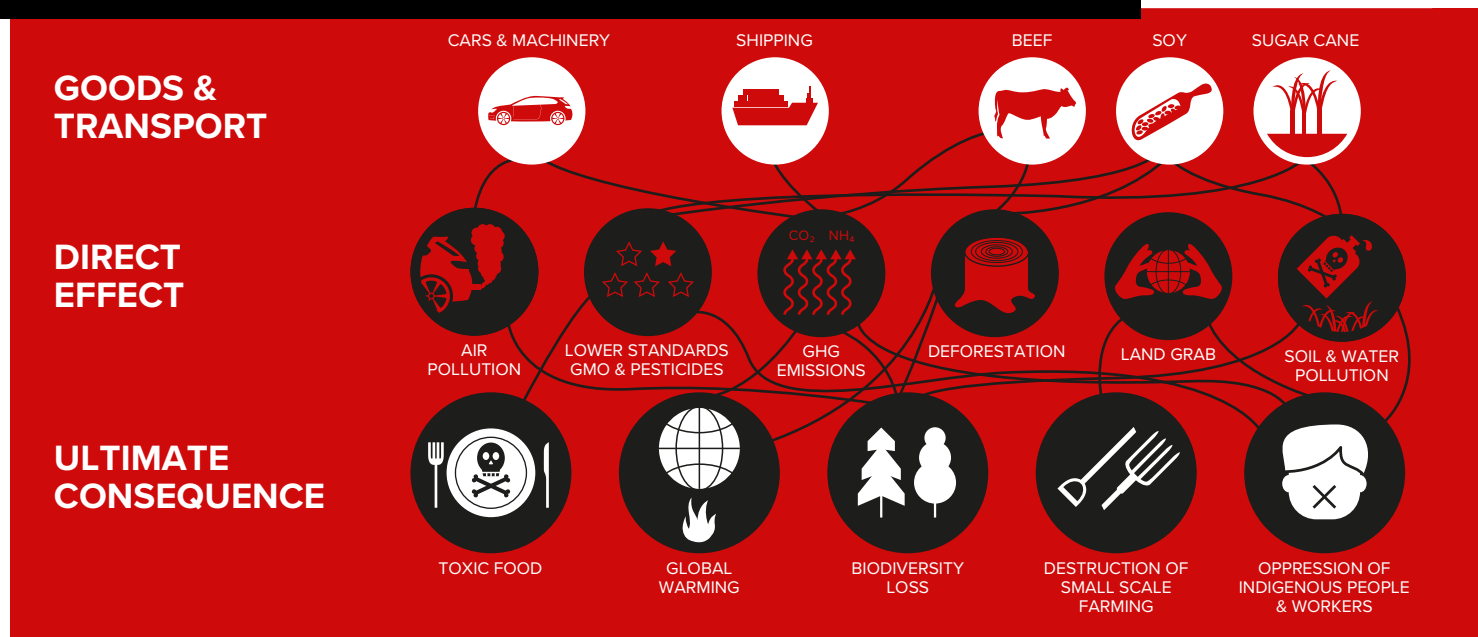 CARS & MACHINERY
SHIPPING
BEEF
SOY
SUGAR CANE
GOODS &
TRANSPORT
DIRECT
EFFECT
CO₂ NH₄
AIR
POLLUTION
LOWER STANDARDS
GMO & PESTICIDES
GHG
EMISSIONS
DEFORESTATION
LAND GRAB
SOIL & WATER
POLLUTION
ULTIMATE
CONSEQUENCE
TOXIC FOOD
GLOBAL
WARMING
BIODIVERSITY
LOSS
DESTRUCTION OF
SMALL SCALE
FARMING
OPPRESSION OF
INDIGENOUS PEOPLE
& WORKERS